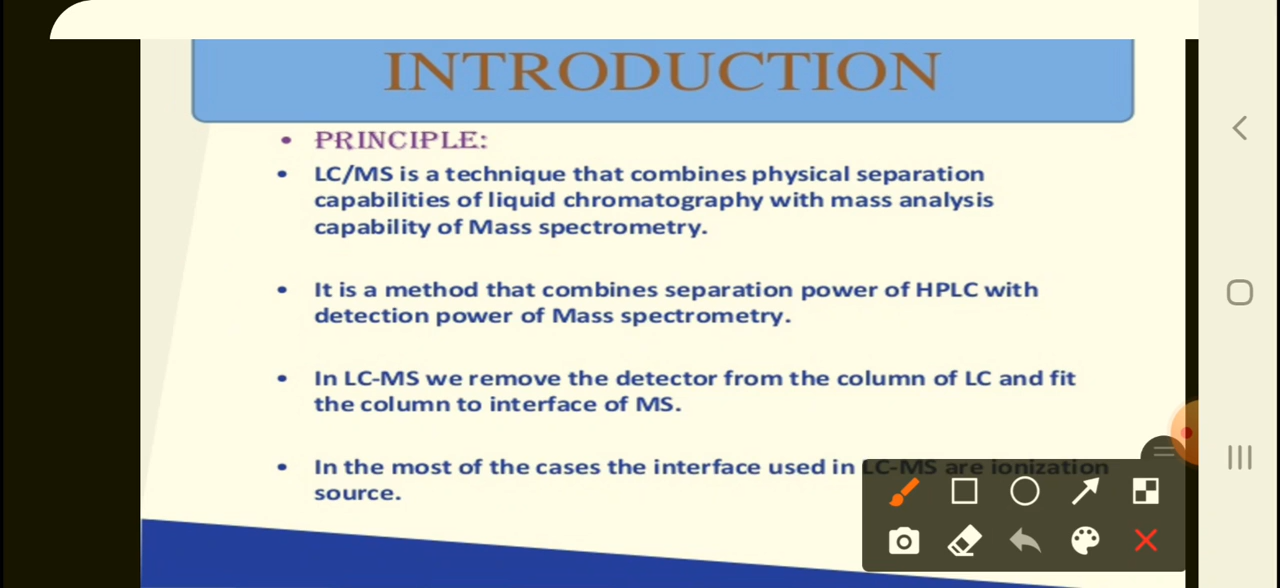 INTRODUCTION
• PRINCIPLE:
• LC/MS is a technique that combines physical separation
capabilities of liquid chromatography with mass analysis
capability of Mass spectrometry.
• It is a method that combines separation power of HPLC with
detection power of Mass spectrometry.
• In LC-MS we remove the detector from the column of LC and fit
the column to interface of MS.
• In the most of the cases the interface used in LC-MS are ionization
source.